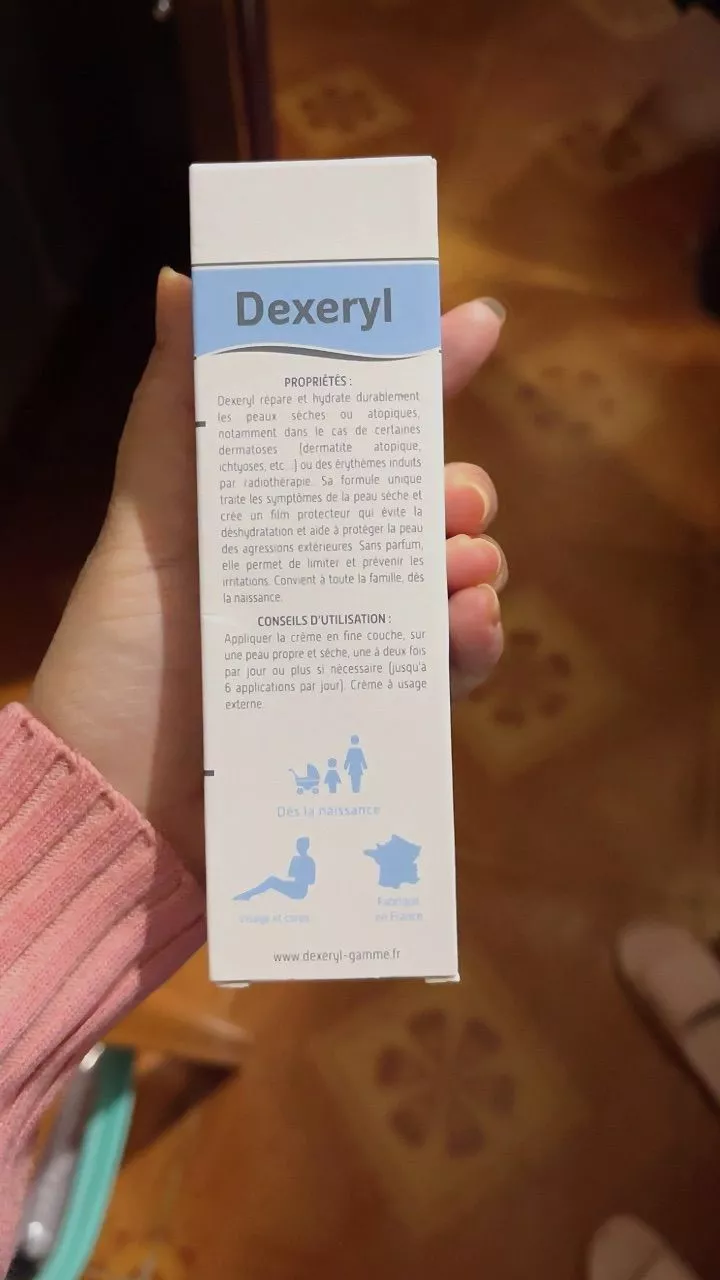 Dexeryl
PROPRIÉTÉS :
Dexeryl répare et hydrate durablement
les peaux sèches ou atopiques,
notamment dans le cas de certaines
dermatoses (dermatite atopique,
ichtyoses, etc...) ou des érythèmes induits
par radiothérapie. Sa formule unique
traite les symptômes de la peau sèche et
crée un film protecteur qui évite la
déshydratation et aide à protéger la peau
des agressions extérieures. Sans parfum,
elle permet de limiter et prévenir les
irritations. Convient à toute la famille, dès
la naissance.
CONSEILS D'UTILISATION :
Appliquer la crème en fine couche, sur
une peau propre et sèche, une à deux fois
par jour ou plus si nécessaire (jusqu'à
6 applications par jour). Crème à usage
externe.
Dès la naissance
Visage et corps
Fabriqué
en France
www.dexeryl-gamme.fr